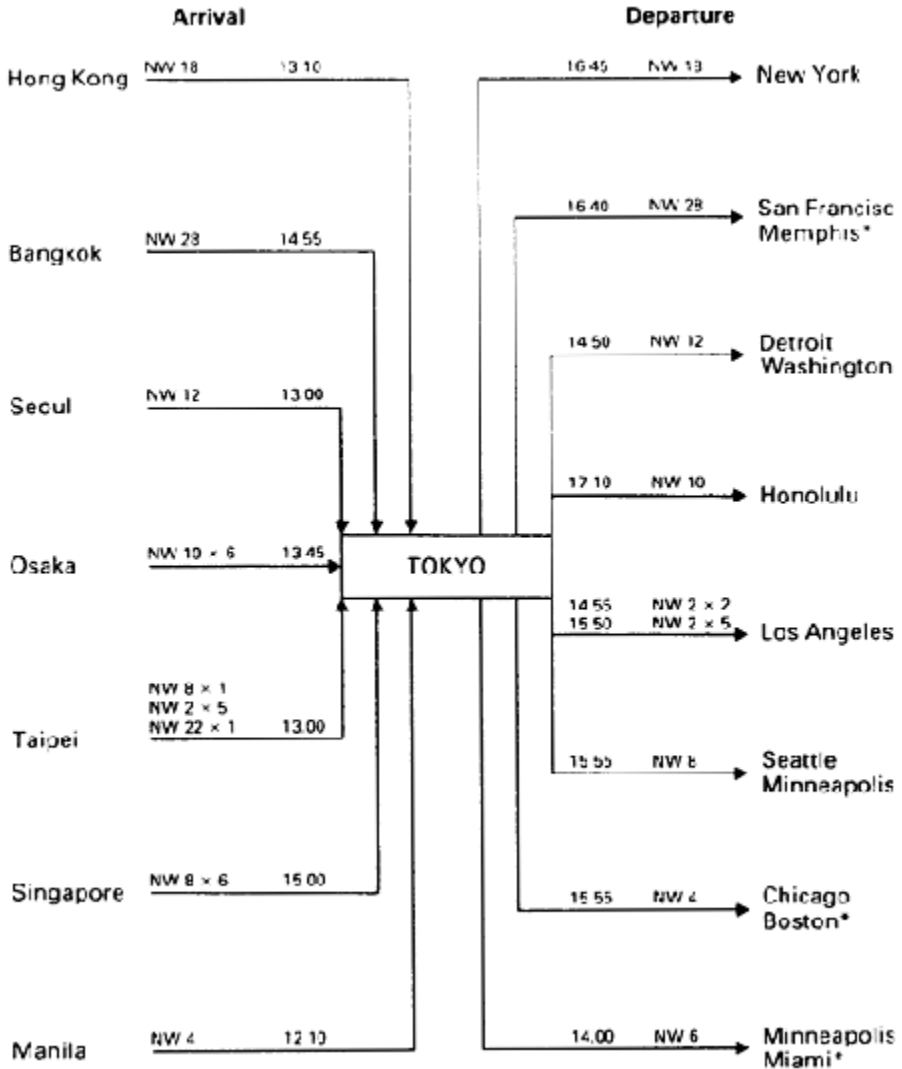 Arrival
Departure
Hong Kong NW 18 13 10
16 45 NW 18 New York
Bangkok NW 28 14 55
16 40 NW 28 San Francisc
Memphis*
Seoul NW 12 13.00
14 50 NW 12 Detroit
Washington
17 10 NW 10 Honolulu
Osaka NW 10 × 6 13.45
TOKYO
14 55 NW 2 × 2
15 50 NW 2 × 5 Los Angeles
NW 8 × 1
NW 2 × 5
Taipei NW 22 × 1 13.00
15 55 NW 8 Seattle
Minneapolis
Singapore NW 8 × 6 15 00
15 55 NW 4 Chicago
Boston*
Manila NW 4 12 10
14.00 NW 6 Minneapolis
Miami*